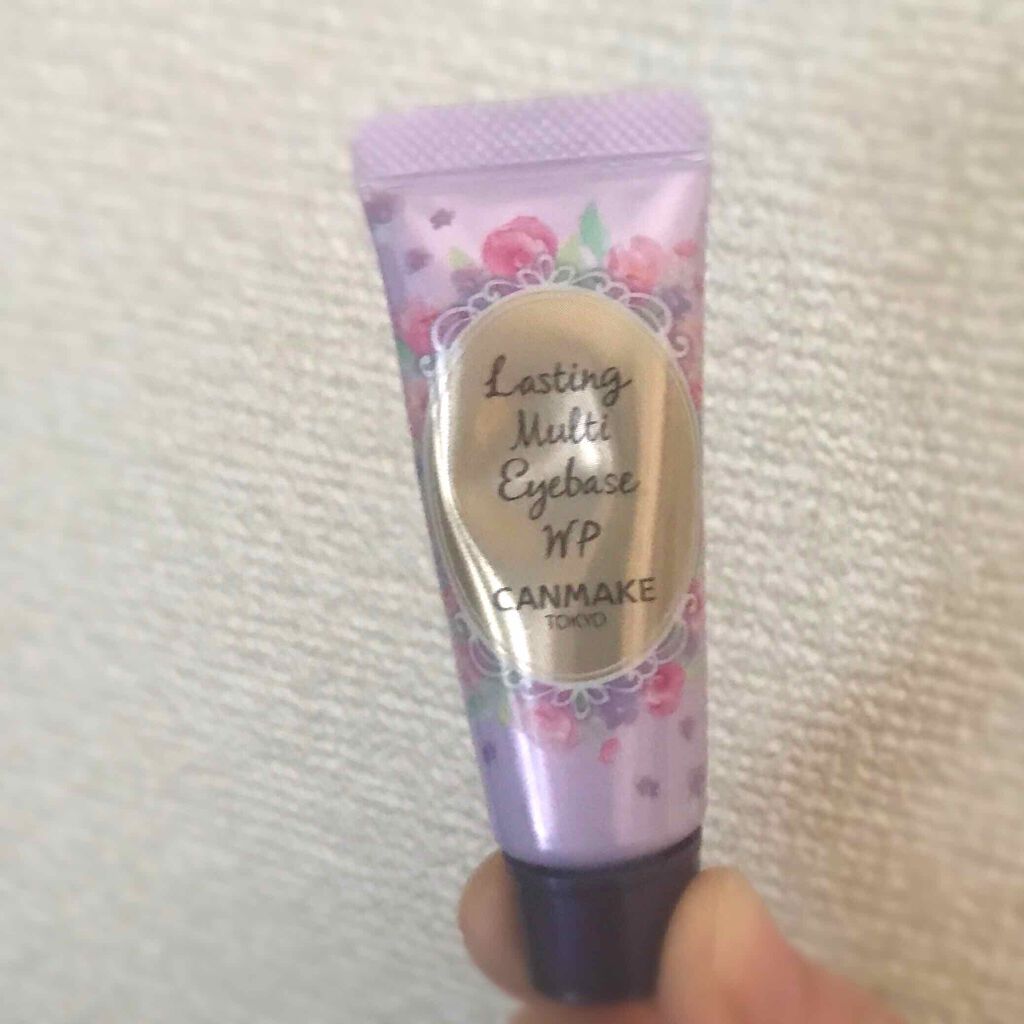 Lasting
Multi
Eyebase
WP
CANMAKE
TOKYO